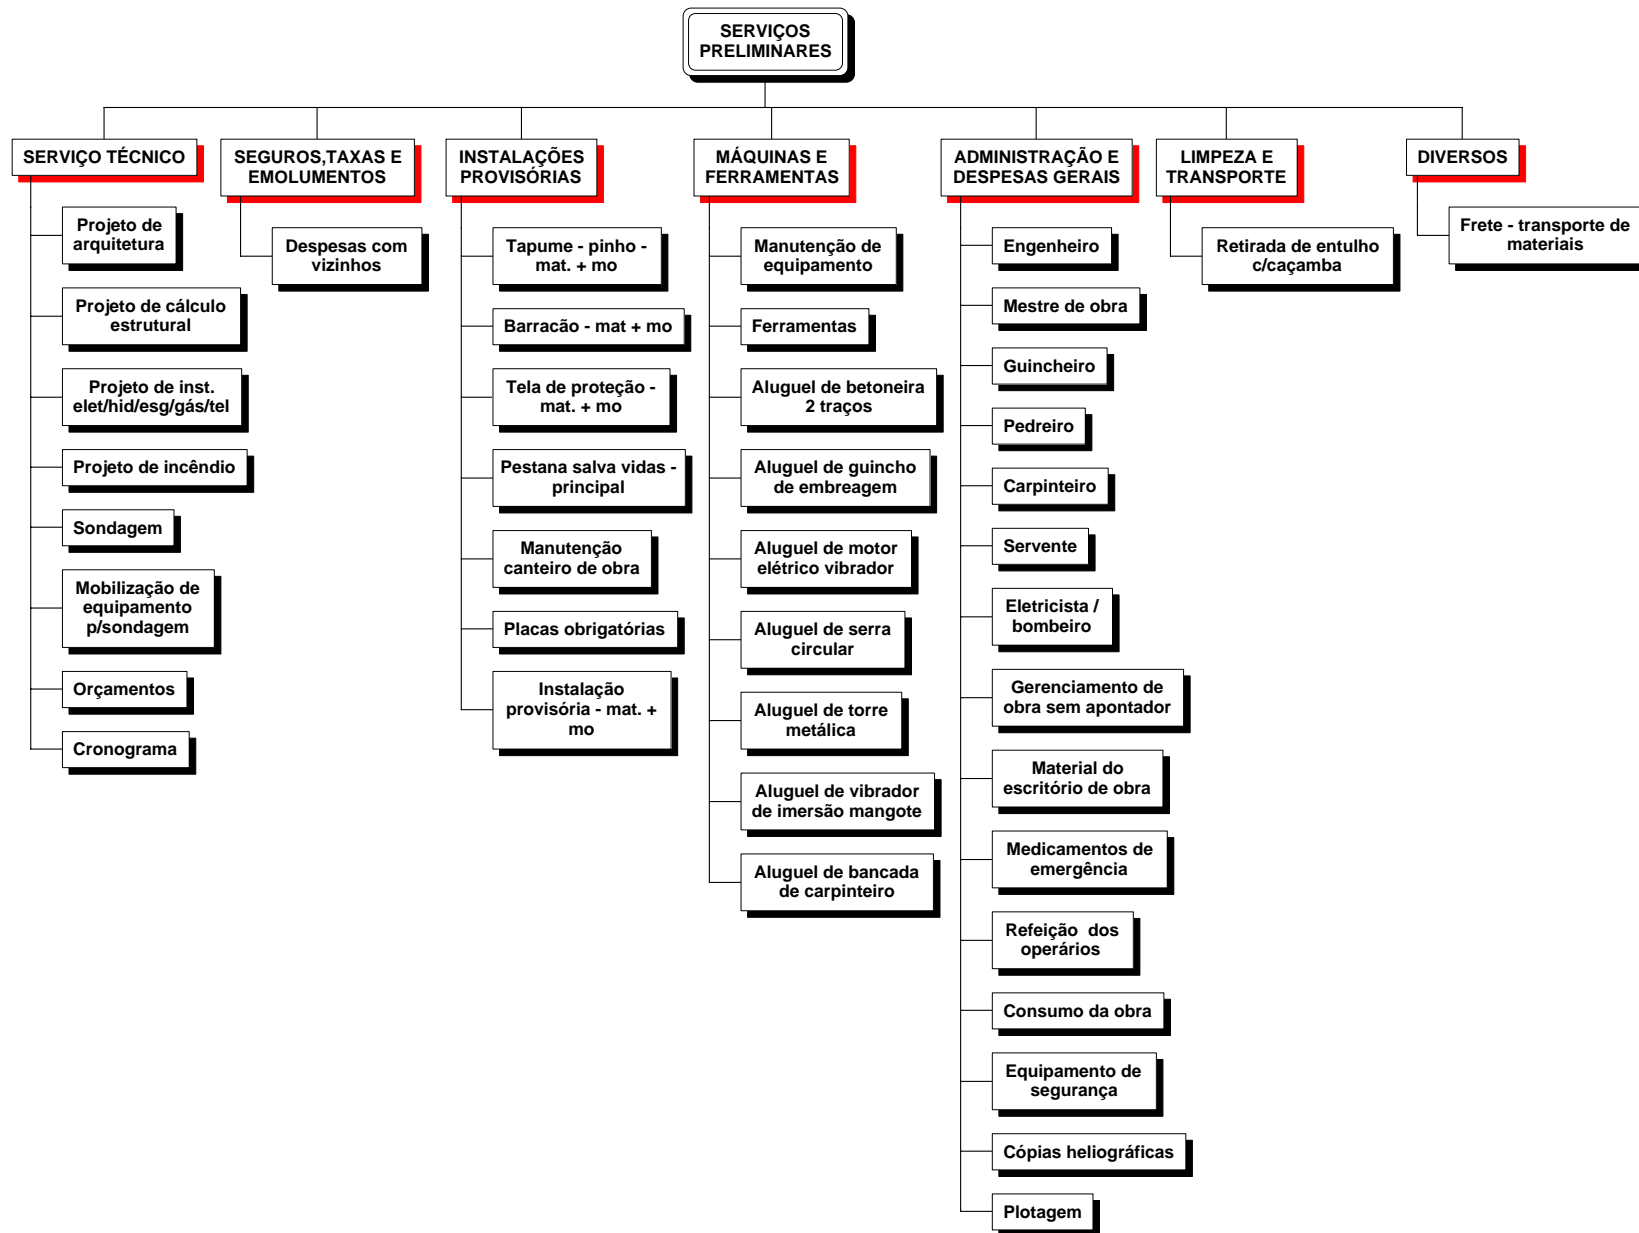 SERVIÇOS
PRELIMINARES
SERVIÇO TÉCNICO
Projeto de
arquitetura
Projeto de cálculo
estrutural
Projeto de inst.
elet/hid/esg/gás/tel
Projeto de incêndio
Sondagem
Mobilização de
equipamento
p/sondagem
Orçamentos
Cronograma
SEGUROS,TAXAS E
EMOLUMENTOS
Despesas com
vizinhos
INSTALAÇÕES
PROVISÓRIAS
Tapume - pinho -
mat. + mo
Barracão - mat + mo
Tela de proteção -
mat. + mo
Pestana salva vidas -
principal
Manutenção
canteiro de obra
Placas obrigatórias
Instalação
provisória - mat. +
mo
MÁQUINAS E
FERRAMENTAS
Manutenção de
equipamento
Ferramentas
Aluguel de betoneira
2 traços
Aluguel de guincho
de embreagem
Aluguel de motor
elétrico vibrador
Aluguel de serra
circular
Aluguel de torre
metálica
Aluguel de vibrador
de imersão mangote
Aluguel de bancada
de carpinteiro
ADMINISTRAÇÃO E
DESPESAS GERAIS
Engenheiro
Mestre de obra
Guincheiro
Pedreiro
Carpinteiro
Servente
Eletricista /
bombeiro
Gerenciamento de
obra sem apontador
Material do
escritório de obra
Medicamentos de
emergência
Refeição  dos
operários
Consumo da obra
Equipamento de
segurança
Cópias heliográficas
Plotagem
LIMPEZA E
TRANSPORTE
Retirada de entulho
c/caçamba
DIVERSOS
Frete - transporte de
materiais